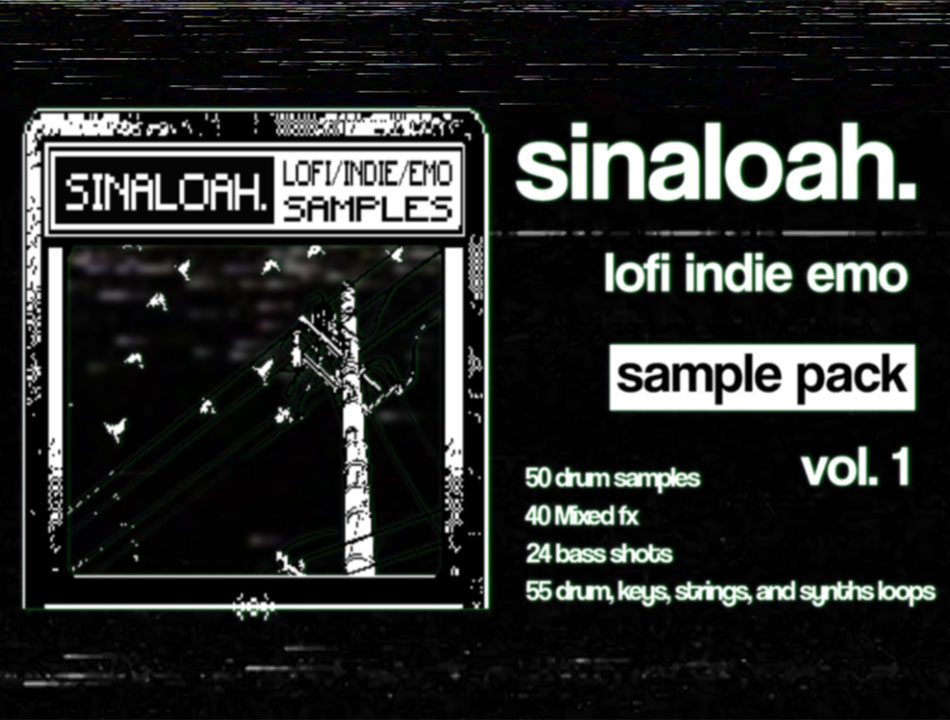 SINALOAH.
LOFI/INDIE/EMO
SAMPLES
sinaloah.
lofi indie emo
sample pack
vol. 1
50 drum samples
40 Mixed fx
24 bass shots
55 drum, keys, strings, and synths loops